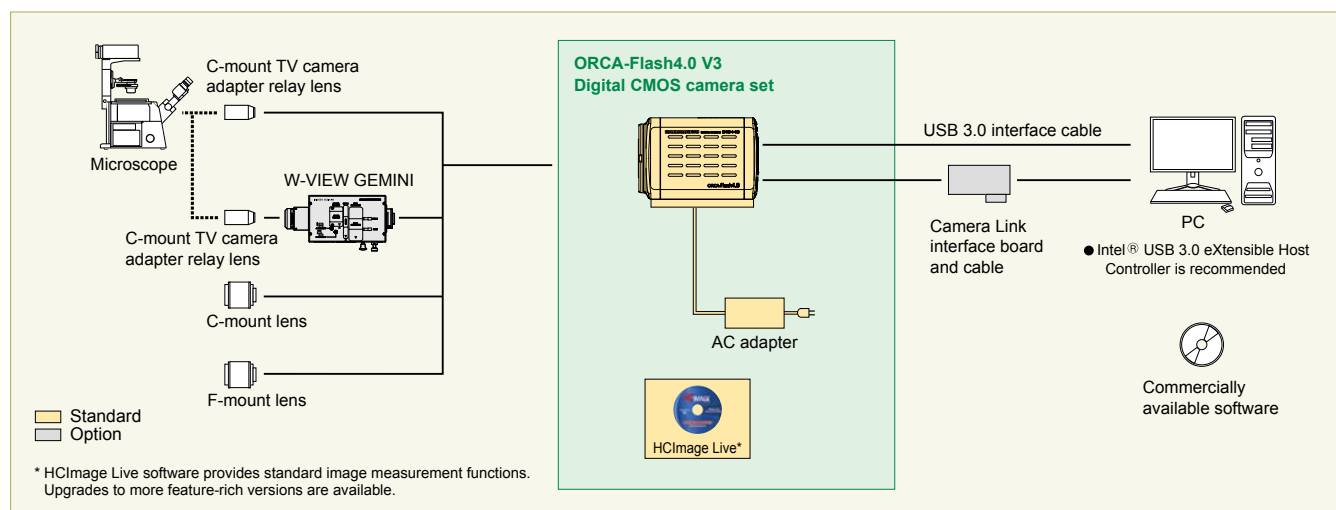 C-mount TV camera
adapter relay lens
Microscope
W-VIEW GEMINI
C-mount TV camera
adapter relay lens
C-mount lens
F-mount lens
Standard
Option
* HCImage Live software provides standard image measurement functions.
Upgrades to more feature-rich versions are available.
ORCA-Flash4.0 V3
Digital CMOS camera set
ORCA-Flash4.0
AC adapter
HCImage Live*
USB 3.0 interface cable
Camera Link
interface board
and cable
PC
● Intel® USB 3.0 eXtensible Host
Controller is recommended
Commercially
available software